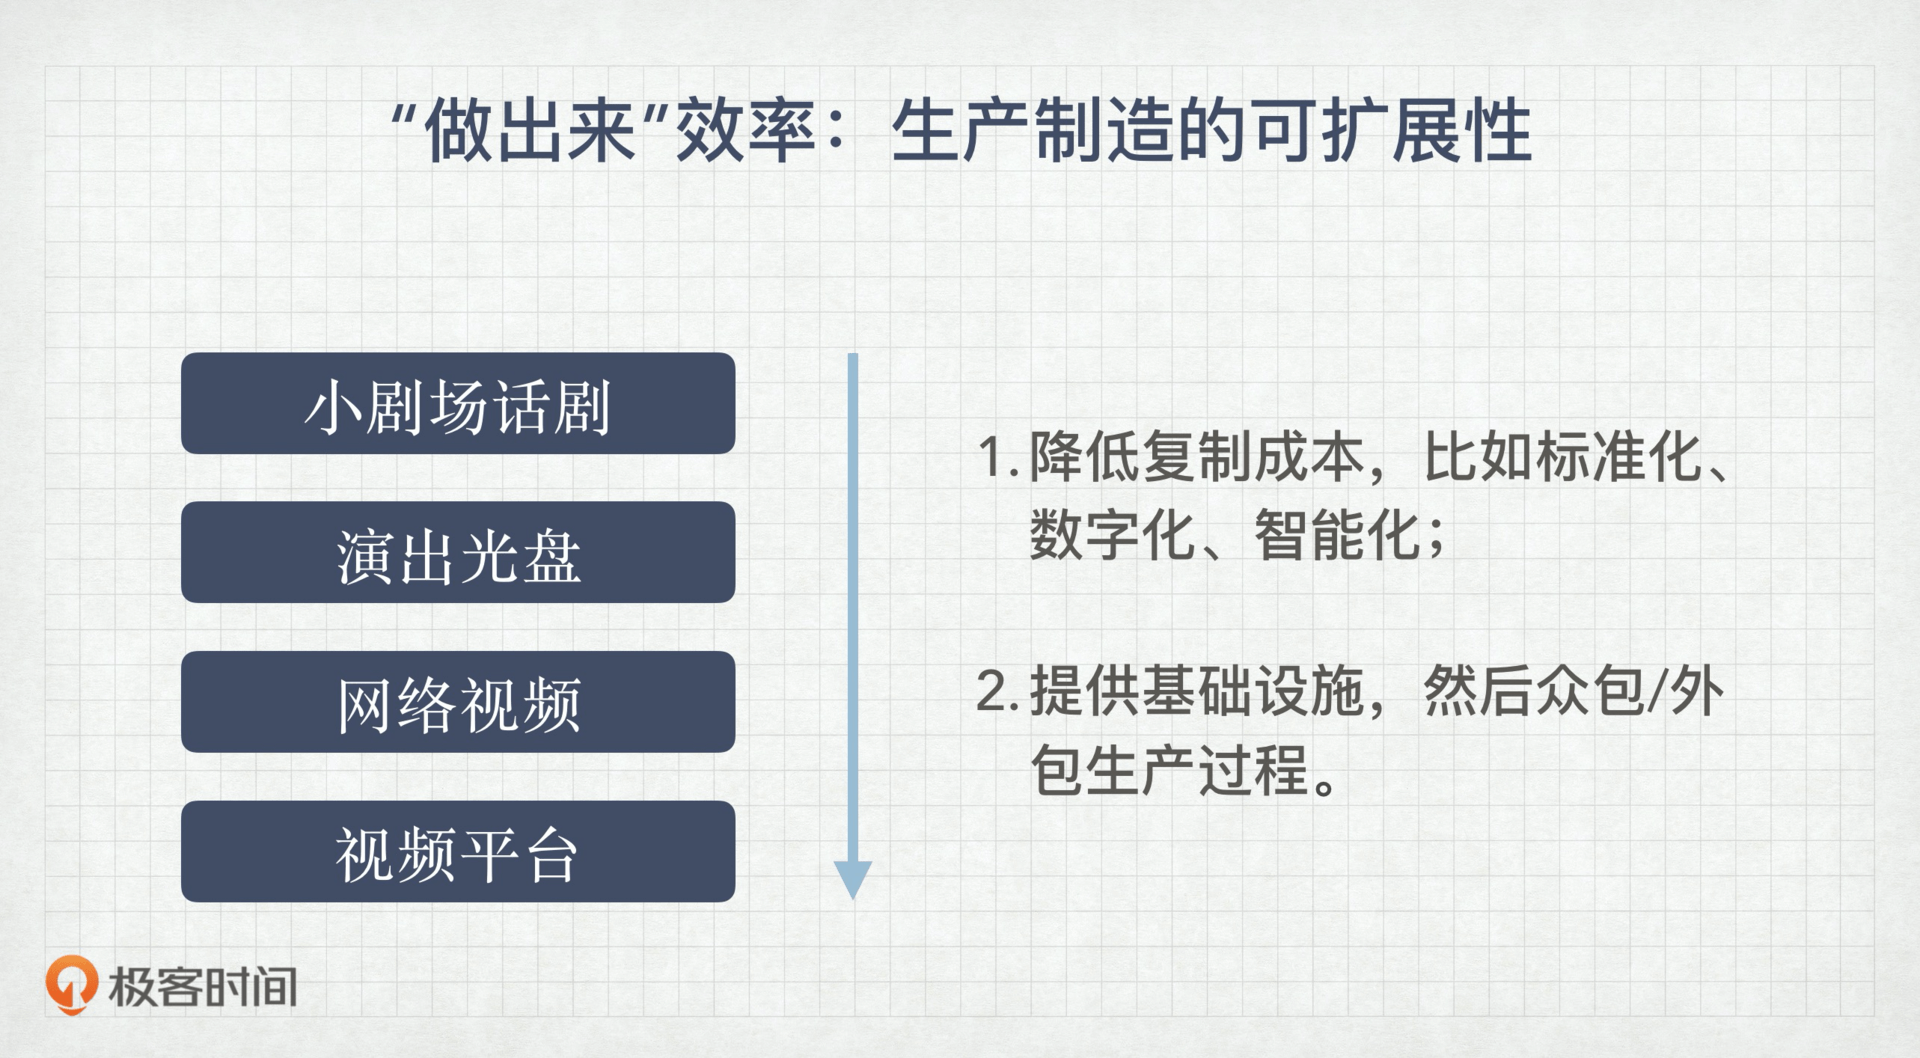 “做出来”效率：生产制造的可扩展性
小剧场话剧
演出光盘
网络视频
视频平台
1. 降低复制成本，比如标准化、
数字化、智能化；
2. 提供基础设施，然后众包/外
包生产过程。
极客时间